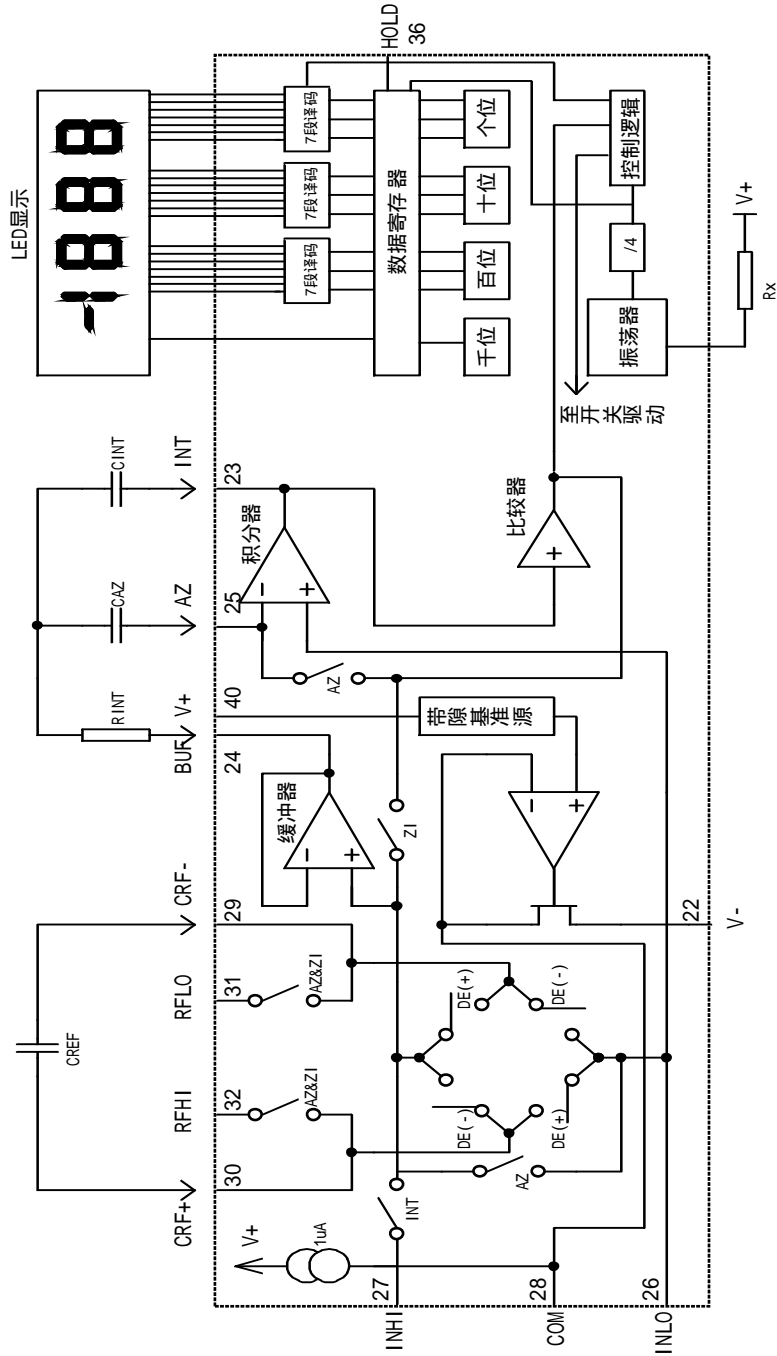 LED显示
7段译码
7段译码
7段译码
HOLD
36
数据寄存器
千位
百位
十位
个位
控制逻辑
/4
振荡器
Rx
V+
至开关驱动
CINT
INT
23
CAZ
AZ
25
RINT
V+
40
BUF
24
积分器
-
+
比较器
+
AZ
带隙基准源
缓冲器
-
+
ZI
-
+
22
V-
CREF
CRF-
29
RFLO
31
AZ&ZI
RFHI
32
AZ&ZI
CRF+
30
DE(+)
DE(-)
DE(-)
DE(+)
AZ
INT
V+
1uA
27
INHI
28
COM
26
INLO